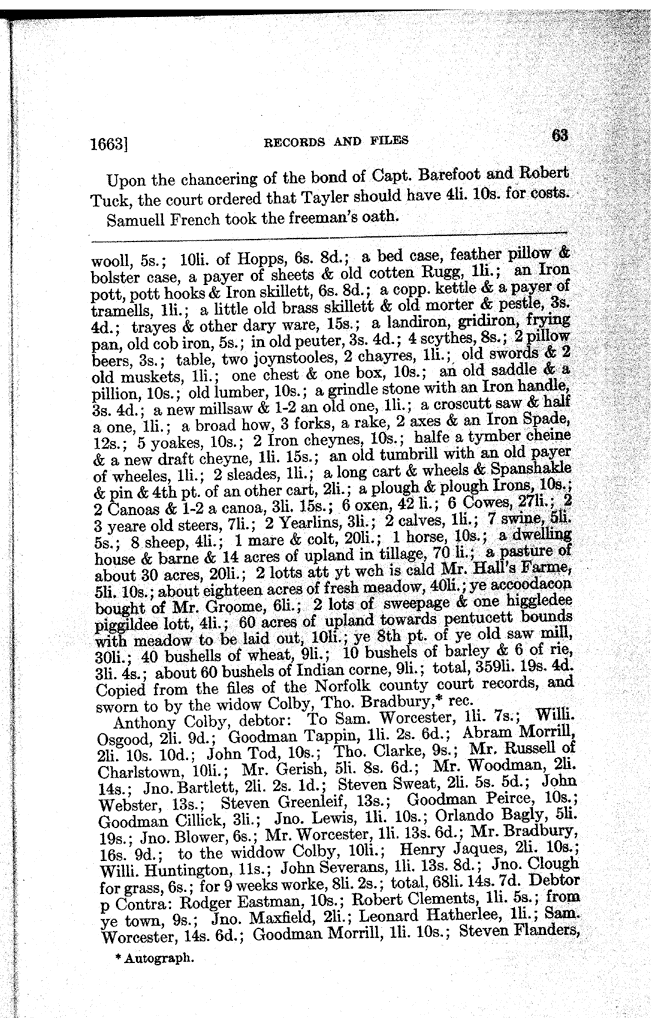 1663] RECORDS AND FILES 63
Upon the chancering of the bond of Capt. Barefoot and Robert
Tuck, the court ordered that Tayler should have 4li. 10s. for costs.
Samuell French took the freeman's oath.
wooll, 5s.; 10li. of Hopps, 6s. 8d.; a bed case, feather pillow &
bolster case, a payer of sheets & old cotten Rugg, 1li.; an Iron
pott, pott hooks & Iron skillett, 6s. 8d.; a copp. kettle & a payer of
tramells, 1li.; a little old brass skillett & old morter & pestle, 3s.
4d.; trayes & other dary ware, 15s.; a landiron, gridiron, frying
pan, old cob iron, 5s.; in old peuter, 3s. 4d.; 4 scythes, 8s.; 2 pillow
beers, 3s.; table, two joynstooles, 2 chayres, 1li.; old swords & 2
old muskets, 1li.; one chest & one box, 10s.; an old saddle & a
pillion, 10s.; old lumber, 10s.; a grindle stone with an Iron handle,
3s. 4d.; a new millsaw & 1-2 an old one, 1li.; a croscutt saw & half
a one, 1li.; a broad how, 3 forks, a rake, 2 axes & an Iron Spade,
12s.; 5 yoakes, 10s.; 2 Iron cheynes, 10s.; halfe a tymber cheine
& a new draft cheyne, 1li. 15s.; an old tumbrill with an old payer
of wheeles, 1li.; 2 sleades, 1li.; a long cart & wheels & Spanshakle
& pin & 4th pt. of an other cart, 2li.; a plough & plough Irons, 10s.;
2 Canoas & 1-2 a canoa, 3li. 15s.; 6 oxen, 42 li.; 6 Cowes, 27li.; 2
3 yeare old steers, 7li.; 2 Yearlins, 3li.; 2 calves, 1li.; 7 swine, 5li.
5s.; 8 sheep, 4li.; 1 mare & colt, 20li.; 1 horse, 10s.; a dwelling
house & barne & 14 acres of upland in tillage, 70 li.; a pasture of
about 30 acres, 20li.; 2 lotts att yt wch is cald Mr. Hall's Farme,
5li. 10s.; about eighteen acres of fresh meadow, 40li.; ye accoodacon
bought of Mr. Groome, 6li.; 2 lots of sweepage & one higgledee
piggildee lott, 4li.; 60 acres of upland towards pentucett bounds
with meadow to be laid out, 10li.; ye 8th pt. of ye old saw mill,
30li.; 40 bushells of wheat, 9li.; 10 bushels of barley & 6 of rie,
3li. 4s.; about 60 bushels of Indian corne, 9li.; total, 359li. 19s. 4d.
Copied from the files of the Norfolk county court records, and
sworn to by the widow Colby, Tho. Bradbury,* rec.
Anthony Colby, debtor: To Sam. Worcester, 1li. 7s.; Willi.
Osgood, 2li. 9d.; Goodman Tappin, 1li. 2s. 6d.; Abram Morrill,
2li. 10s. 10d.; John Tod, 10s.; Tho. Clarke, 9s.; Mr. Russell of
Charlstown, 10li.; Mr. Gerish, 5li. 8s. 6d.; Mr. Woodman, 2li.
14s.; Jno. Bartlett, 2li. 2s. 1d.; Steven Sweat, 2li. 5s. 5d.; John
Webster, 13s.; Steven Greenleif, 13s.; Goodman Peirce, 10s.;
Goodman Cillick, 3li.; Jno. Lewis, 1li. 10s.; Orlando Bagly, 5li.
19s.; Jno. Blower, 6s.; Mr. Worcester, 1li. 13s. 6d.; Mr. Bradbury,
16s. 9d.; to the widdow Colby, 10li.; Henry Jaques, 2li. 10s.;
Willi. Huntington, 11s.; John Severans, 1li. 13s. 8d.; Jno. Clough
for grass, 6s.; for 9 weeks worke, 8li. 2s.; total, 68li. 14s. 7d. Debtor
p Contra: Rodger Eastman, 10s.; Robert Clements, 1li. 5s.; from
ye town, 9s.; Jno. Maxfield, 2li.; Leonard Hatherlee, 1li.; Sam.
Worcester, 14s. 6d.; Goodman Morrill, 1li. 10s.; Steven Flanders,
* Autograph.